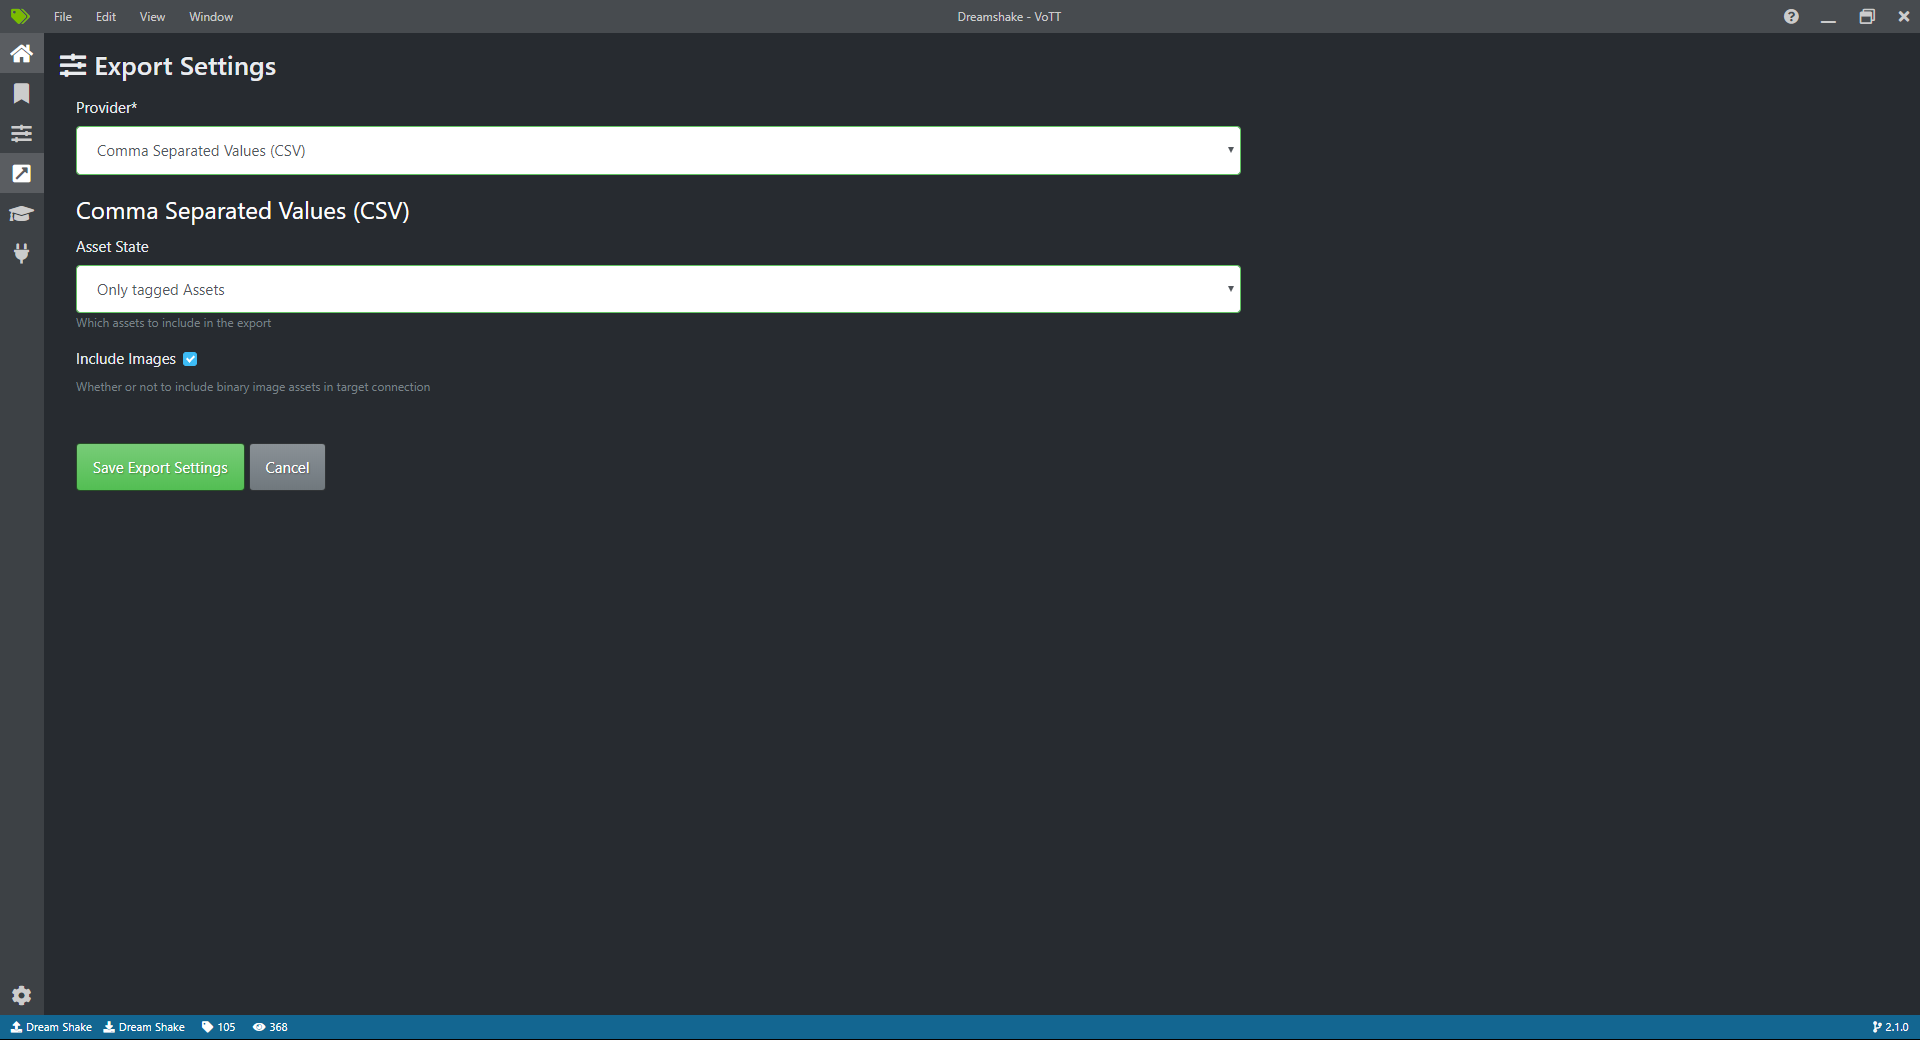 File Edit View Window Dreamshake - VoTT
Export Settings
Provider*
Comma Separated Values (CSV)
Comma Separated Values (CSV)
Asset State
Only tagged Assets
Which assets to include in the export
Include Images
Whether or not to include binary image assets in target connection
Save Export Settings Cancel
Dream Shake Dream Shake 105 368 2.1.0